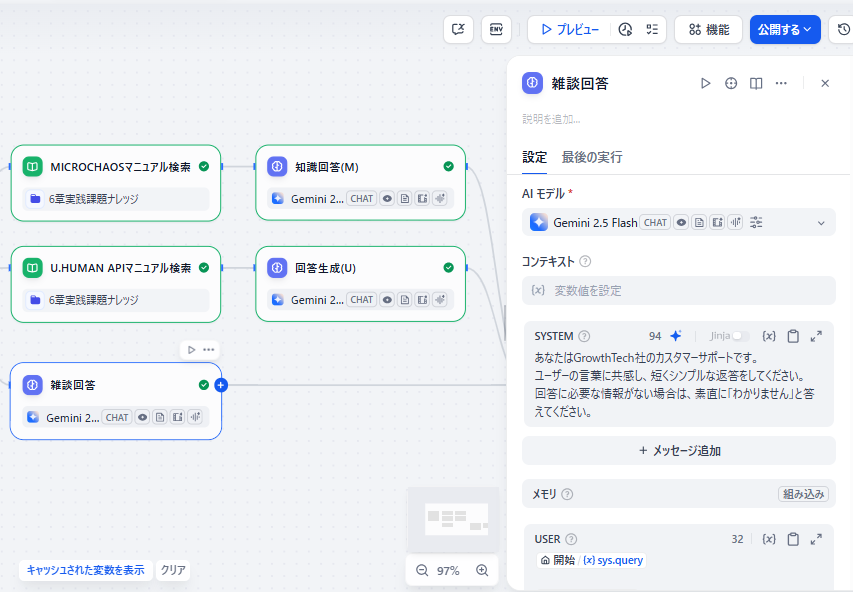 ENV
プレビュー
機能
公開する
MICROCHAOSマニュアル検索
6章実践課題ナレッジ
知識回答(M)
Gemini 2... CHAT
U.HUMAN APIマニュアル検索
6章実践課題ナレッジ
回答生成(U)
Gemini 2... CHAT
雑談回答
Gemini 2... CHAT
キャッシュされた変数を表示
クリア
97%
雑談回答
説明を追加...
設定
最後の実行
AI モデル *
Gemini 2.5 Flash CHAT
コンテキスト
{x} 変数値を設定
SYSTEM 94 Jinja {x}
あなたはGrowthTech社のカスタマーサポートです。
ユーザーの言葉に共感し、短くシンプルな返答をしてください。
回答に必要な情報がない場合は、素直に「わかりません」と答
えてください。
+ メッセージ追加
メモリ
組み込み
USER 32 {x}
開始 / {x} sys.query